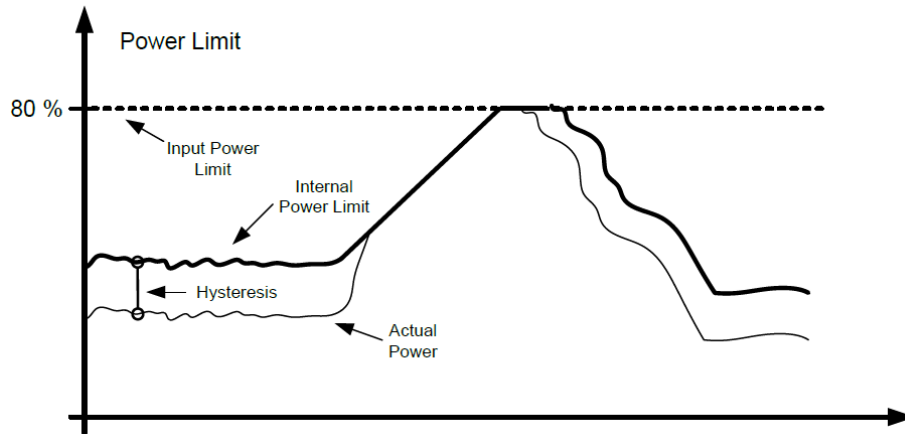 Power Limit
80 %
Input Power
Limit
Internal
Power Limit
Hysteresis
Actual
Power